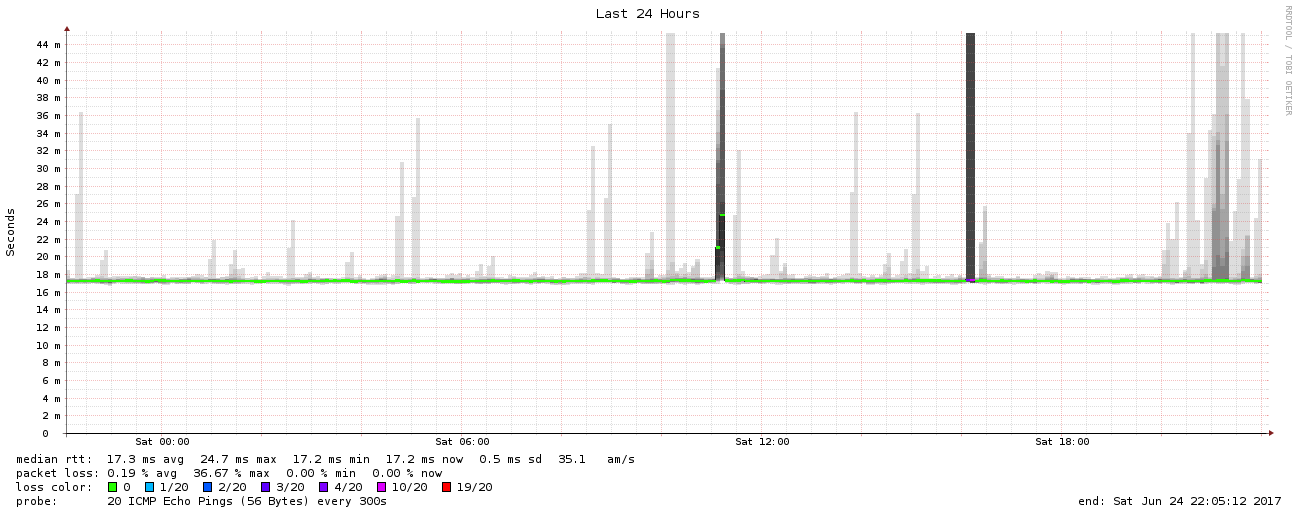 Last 24 Hours
RRDTOOL / TOBI OETIKER
Seconds
44 m
42 m
40 m
38 m
36 m
34 m
32 m
30 m
28 m
26 m
24 m
22 m
20 m
18 m
16 m
14 m
12 m
10 m
8 m
6 m
4 m
2 m
0
Sat 00:00 Sat 06:00 Sat 12:00 Sat 18:00
median rtt: 17.3 ms avg 24.7 ms max 17.2 ms min 17.2 ms now 0.5 ms sd 35.1 am/s
packet loss: 0.19 % avg 36.67 % max 0.00 % min 0.00 % now
loss color: 0 1/20 2/20 3/20 4/20 10/20 19/20
probe: 20 ICMP Echo Pings (56 Bytes) every 300s end: Sat Jun 24 22:05:12 2017